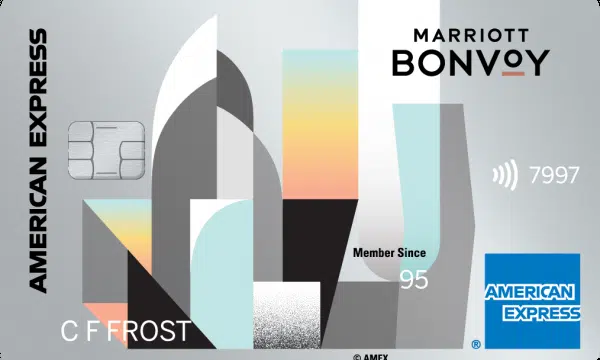 AMERICAN EXPRESS
MARRIOTT
BONVOY
7997
Member Since
95
AMERICAN
EXPRESS
®
C F FROST
© AMEX